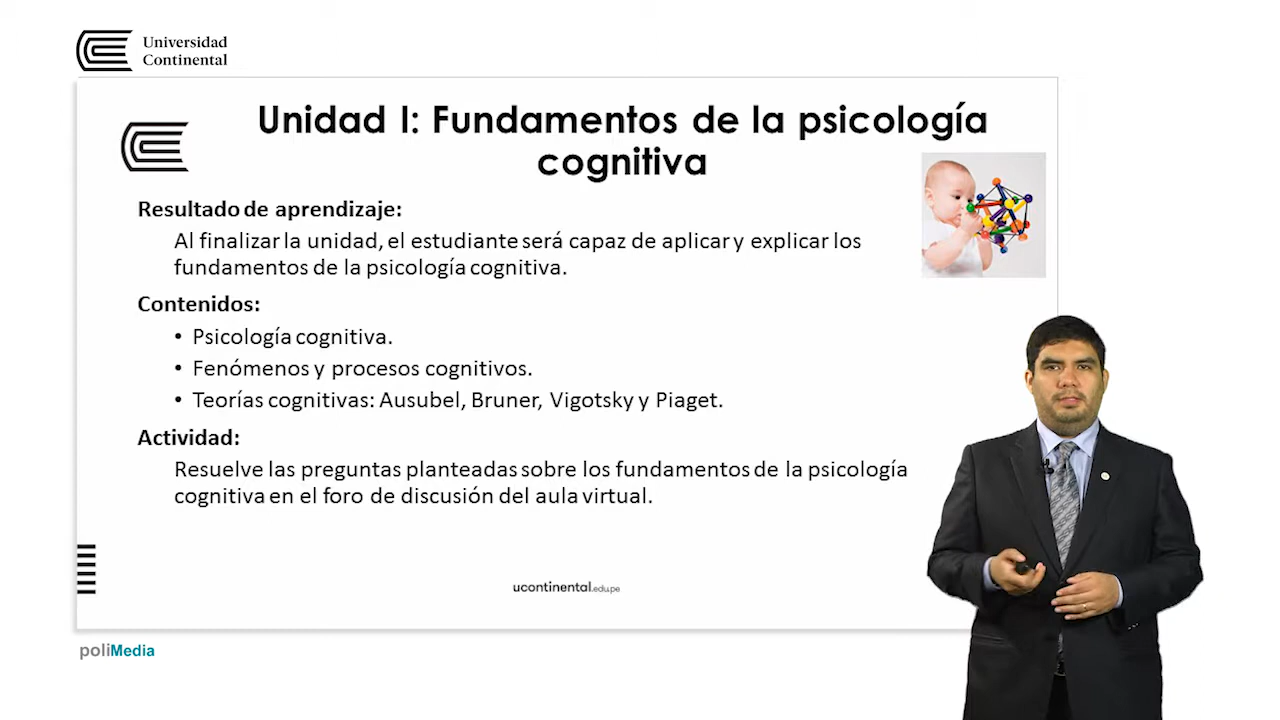 Universidad
Continental
Unidad I: Fundamentos de la psicología
cognitiva
Resultado de aprendizaje:
Al finalizar la unidad, el estudiante será capaz de aplicar y explicar los
fundamentos de la psicología cognitiva.
Contenidos:
• Psicología cognitiva.
• Fenómenos y procesos cognitivos.
• Teorías cognitivas: Ausubel, Bruner, Vigotsky y Piaget.
Actividad:
Resuelve las preguntas planteadas sobre los fundamentos de la psicología
cognitiva en el foro de discusión del aula virtual.
ucontinental.edu.pe
poliMedia